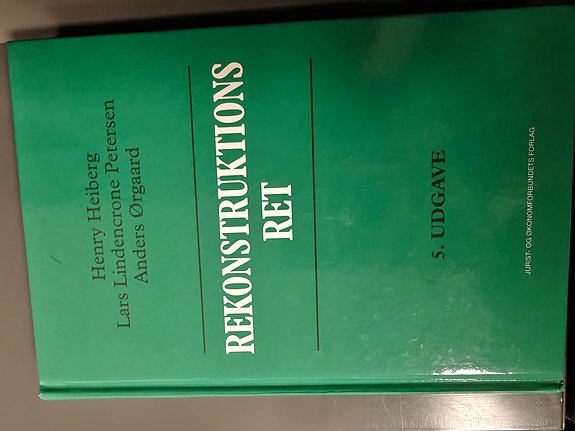 Henry Heiberg
Lars Lindencrone Petersen
Anders Ørgaard
REKONSTRUKTIONS
RET
5. UDGAVE
JURIST- OG ØKONOMFORBUNDETS FORLAG